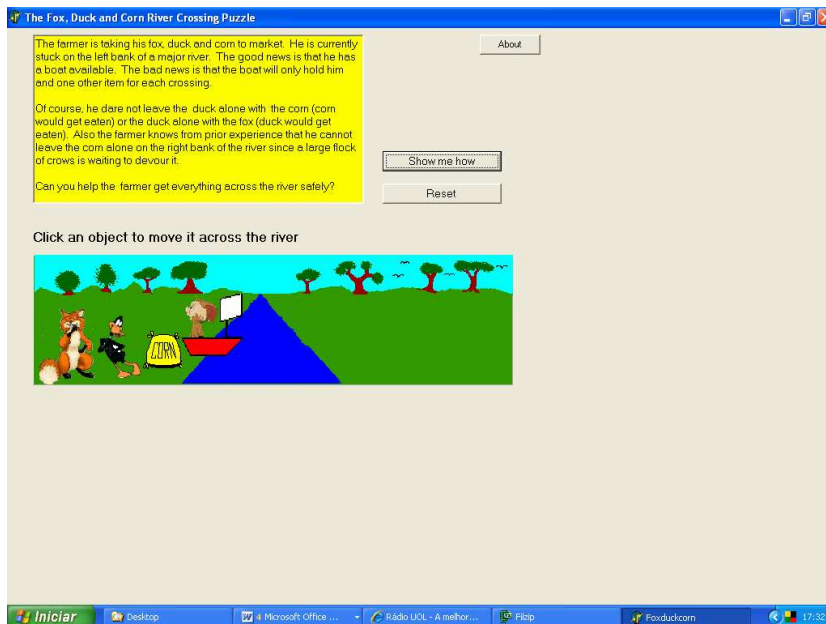 The Fox, Duck and Corn River Crossing Puzzle
The farmer is taking his fox, duck and corn to market. He is currently
stuck on the left bank of a major river. The good news is that he has
a boat available. The bad news is that the boat will only hold him
and one other item for each crossing.
Of course, he dare not leave the duck alone with the corn (corn
would get eaten) or the duck alone with the fox (duck would get
eaten). Also the farmer knows from prior experience that he cannot
leave the corn alone on the right bank of the river since a large flock
of crows is waiting to devour it.
Can you help the farmer get everything across the river safely?
About
Show me how
Reset
Click an object to move it across the river
CORN
Iniciar
Desktop
4 Microsoft Office ...
Rádio UOL - A melhor...
Filzip
Foxduckcorn
17:32